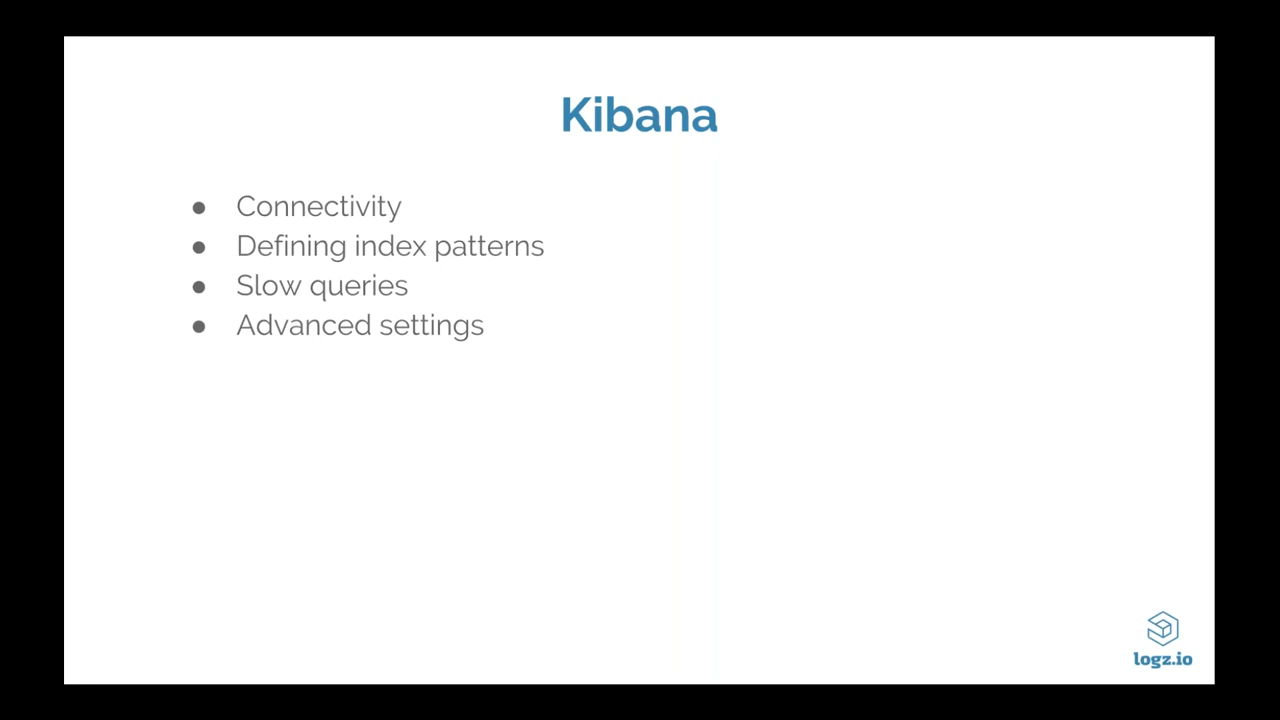 Kibana
● Connectivity
● Defining index patterns
● Slow queries
● Advanced settings
logz.io